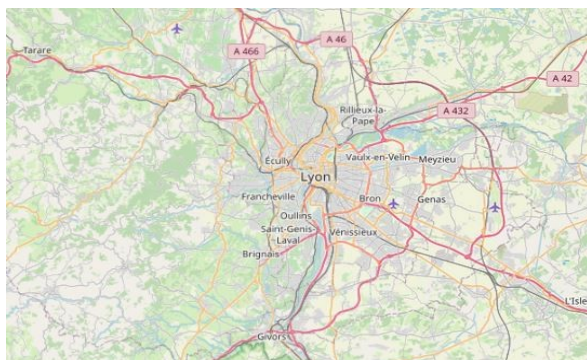 A 46
Tarare
A 466
A 42
Rillieux-la-
Pape
A 432
Écully
Vaulx-en-Velin
Meyzieu
Lyon
Francheville
Bron
Genas
Oullins
Saint-Genis-
Laval
Vénissieux
Brignais
L'Isle
Givors